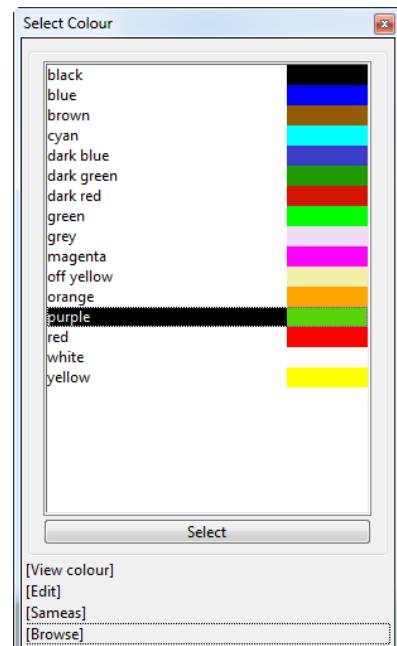 Select Colour
black
blue
brown
cyan
dark blue
dark green
dark red
green
grey
magenta
off yellow
orange
purple
red
white
yellow
Select
[View colour]
[Edit]
[Sameas]
[Browse]